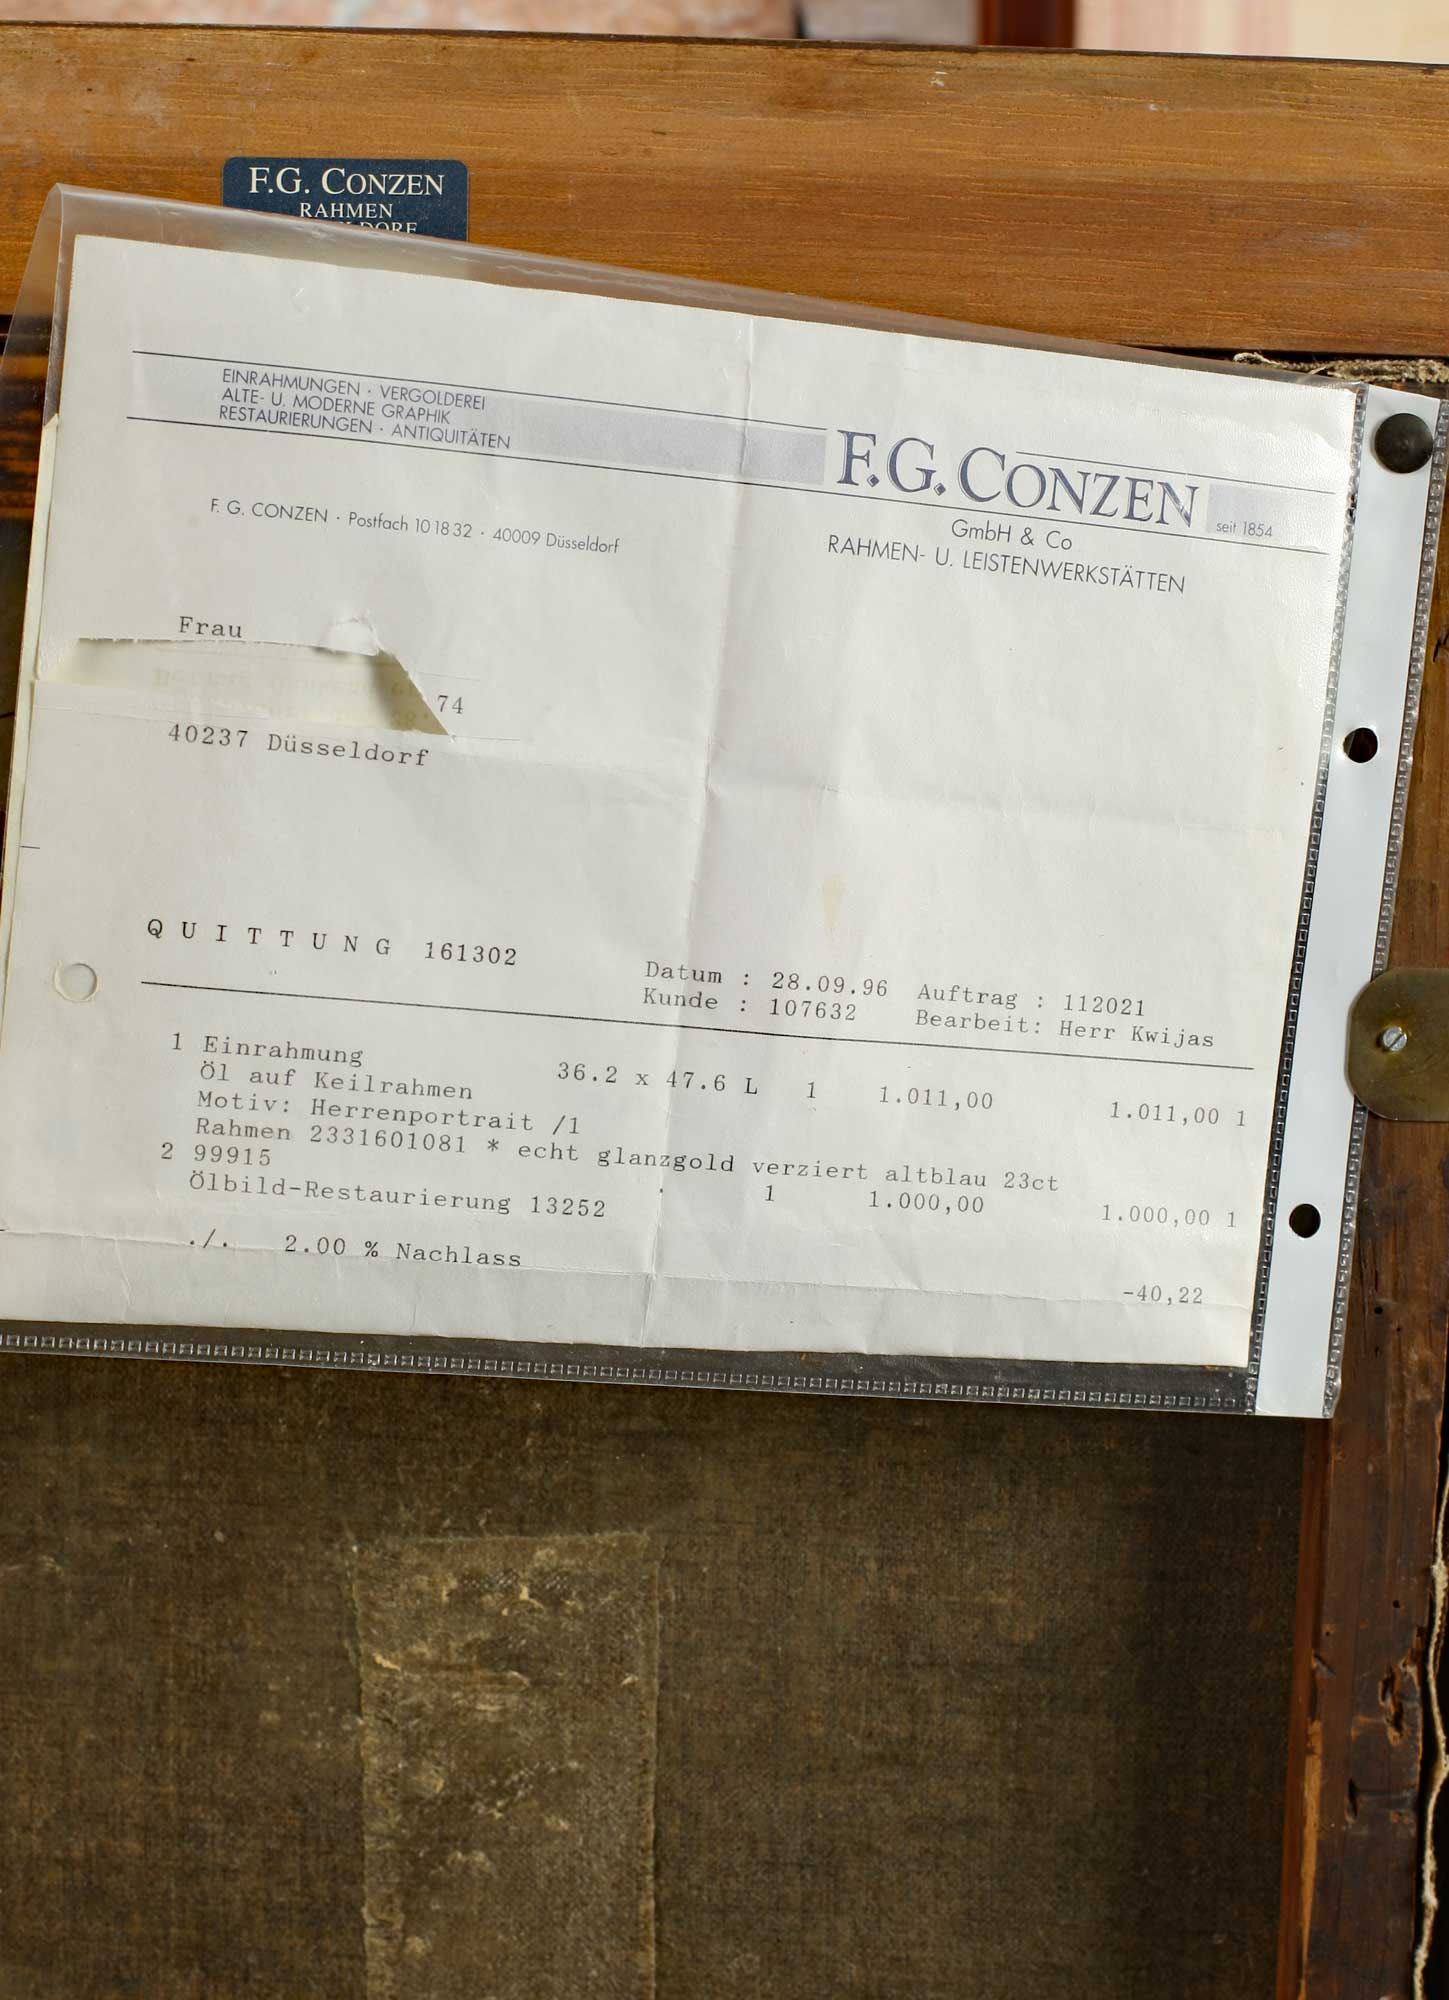 F.G. CONZEN
RAHMEN
EINRAHMUNGEN · VERGOLDEREI
ALTE- U. MODERNE GRAPHIK
RESTAURIERUNGEN · ANTIQUITÄTEN
F.G. CONZEN
seit 1854
GmbH & Co
RAHMEN- U. LEISTENWERKSTÄTTEN
F. G. CONZEN · Postfach 10 18 32 · 40009 Düsseldorf
Frau
74
40237 Düsseldorf
QUITTUNG 161302
Datum : 28.09.96 Auftrag : 112021
Kunde : 107632 Bearbeit: Herr Kwijas
1 Einrahmung 36.2 x 47.6 L 1 1.011,00 1.011,00 1
Öl auf Keilrahmen
Motiv: Herrenportrait /1
Rahmen 2331601081 * echt glanzgold verziert altblau 23ct
2 99915 1 1.000,00 1.000,00 1
Ölbild-Restaurierung 13252
./. 2.00 % Nachlass -40,22